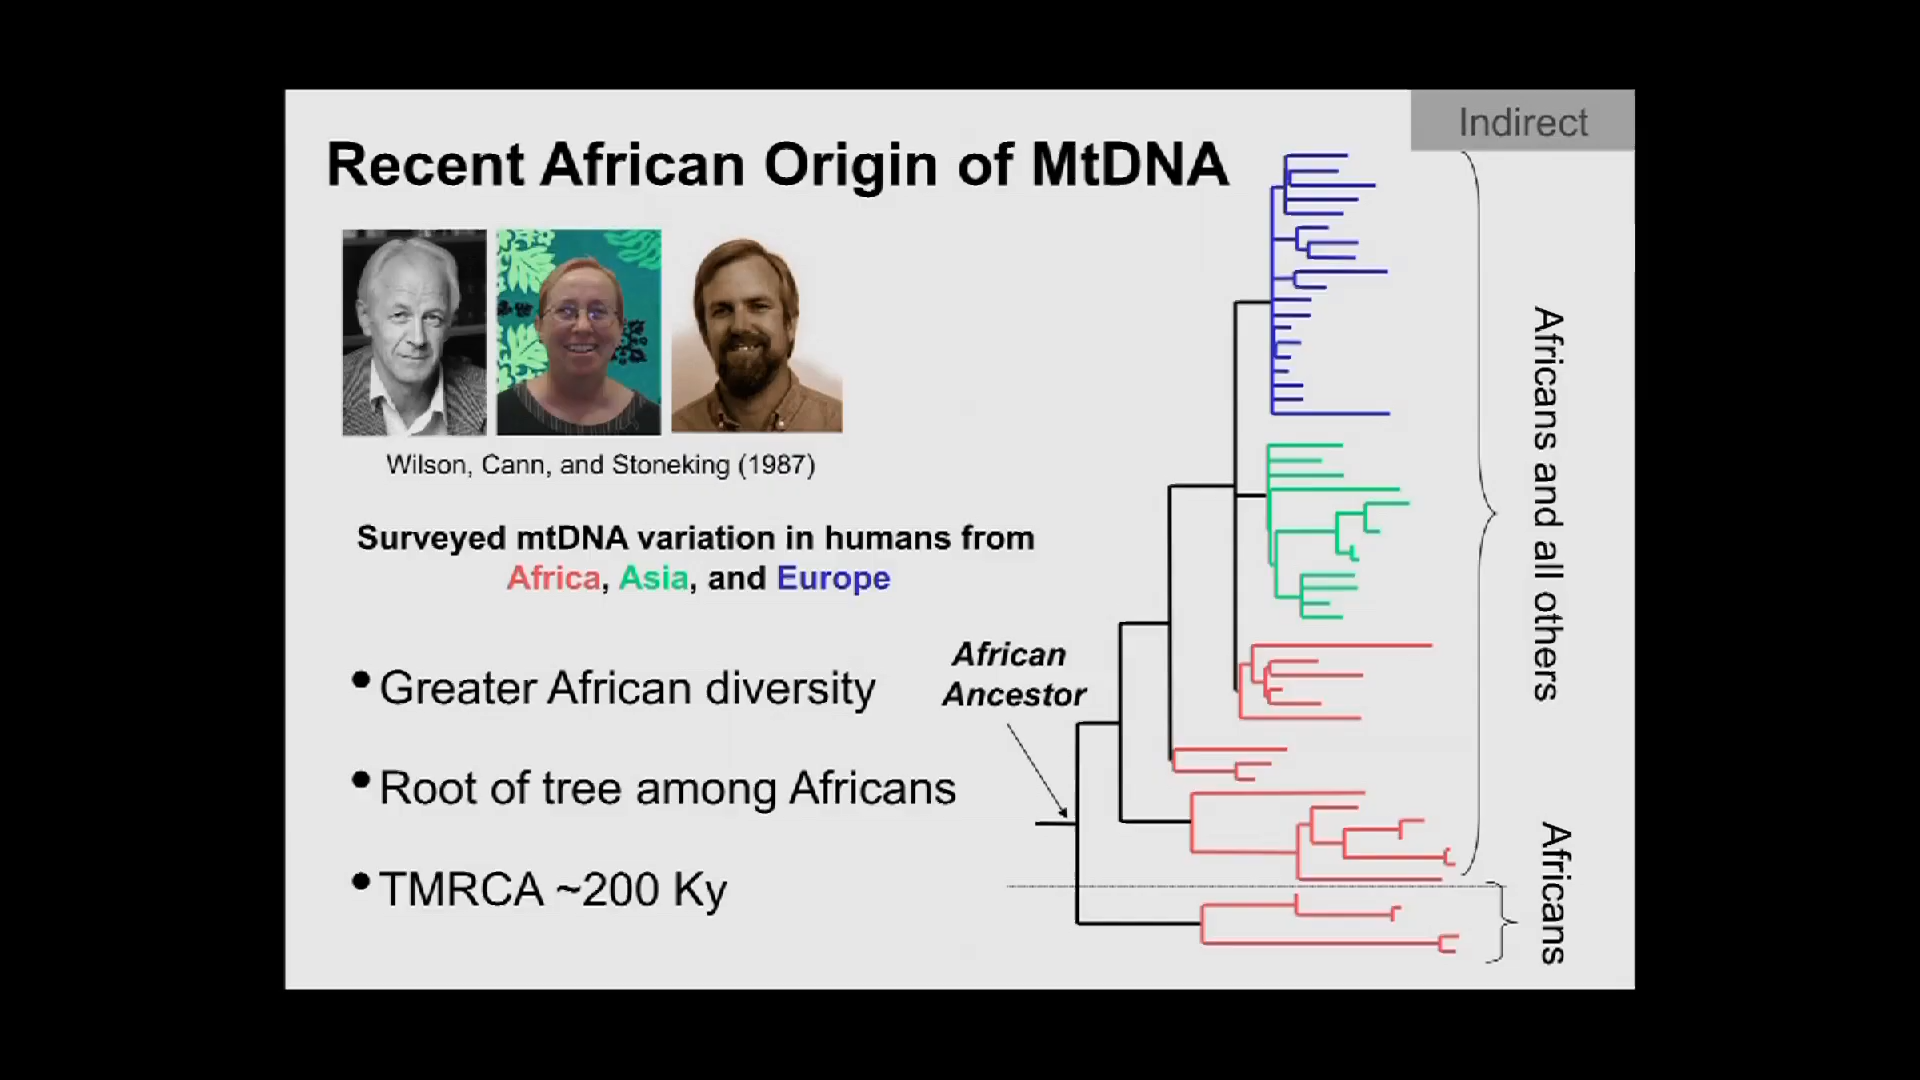 Indirect
Recent African Origin of MtDNA
Wilson, Cann, and Stoneking (1987)
Surveyed mtDNA variation in humans from
Africa, Asia, and Europe
• Greater African diversity
• Root of tree among Africans
• TMRCA ~200 Ky
African
Ancestor
Africans and all others
Africans